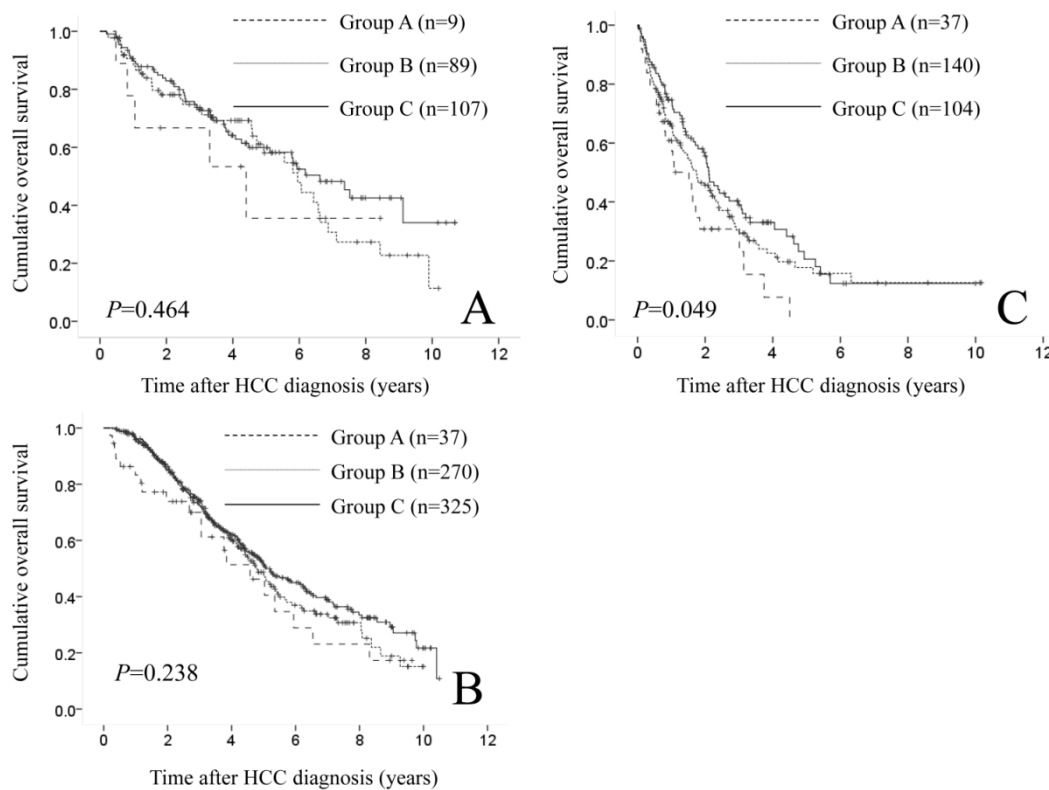 Cumulative overall survival
1.0
0.8
0.6
0.4
0.2
0.0
Group A (n=9)
Group B (n=89)
Group C (n=107)
P=0.464
A
0 2 4 6 8 10 12
Time after HCC diagnosis (years)
Cumulative overall survival
1.0
0.8
0.6
0.4
0.2
0.0
Group A (n=37)
Group B (n=140)
Group C (n=104)
P=0.049
C
0 2 4 6 8 10 12
Time after HCC diagnosis (years)
Cumulative overall survival
1.0
0.8
0.6
0.4
0.2
0.0
Group A (n=37)
Group B (n=270)
Group C (n=325)
P=0.238
B
0 2 4 6 8 10 12
Time after HCC diagnosis (years)